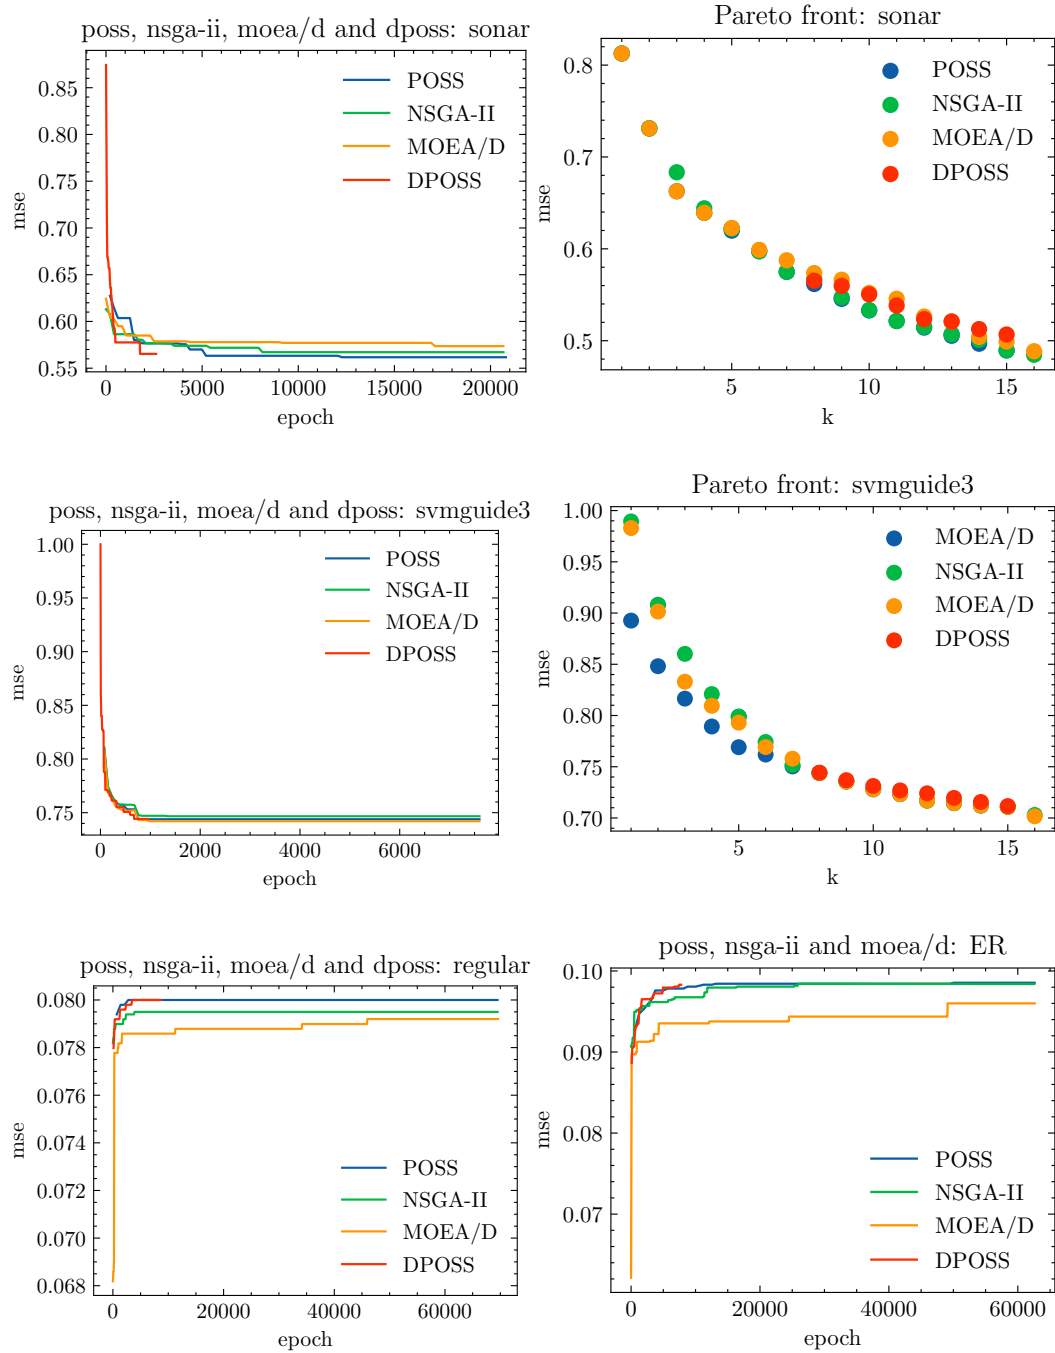 poss, nsga-ii, moea/d and dposs: sonar
0.85
0.80
0.75
0.70
0.65
0.60
0.55
mse
0
5000
10000
15000
20000
epoch
POSS
NSGA-II
MOEA/D
DPOSS
Pareto front: sonar
0.8
0.7
0.6
0.5
mse
5
10
15
k
POSS
NSGA-II
MOEA/D
DPOSS
poss, nsga-ii, moea/d and dposs: svmguide3
1.00
0.95
0.90
0.85
0.80
0.75
mse
0
2000
4000
6000
epoch
POSS
NSGA-II
MOEA/D
DPOSS
Pareto front: svmguide3
1.00
0.95
0.90
0.85
0.80
0.75
0.70
mse
5
10
15
k
MOEA/D
NSGA-II
MOEA/D
DPOSS
poss, nsga-ii, moea/d and dposs: regular
0.080
0.078
0.076
0.074
0.072
0.070
0.068
mse
0
20000
40000
60000
epoch
POSS
NSGA-II
MOEA/D
DPOSS
poss, nsga-ii and moea/d: ER
0.10
0.09
0.08
0.07
mse
0
20000
40000
60000
epoch
POSS
NSGA-II
MOEA/D
DPOSS